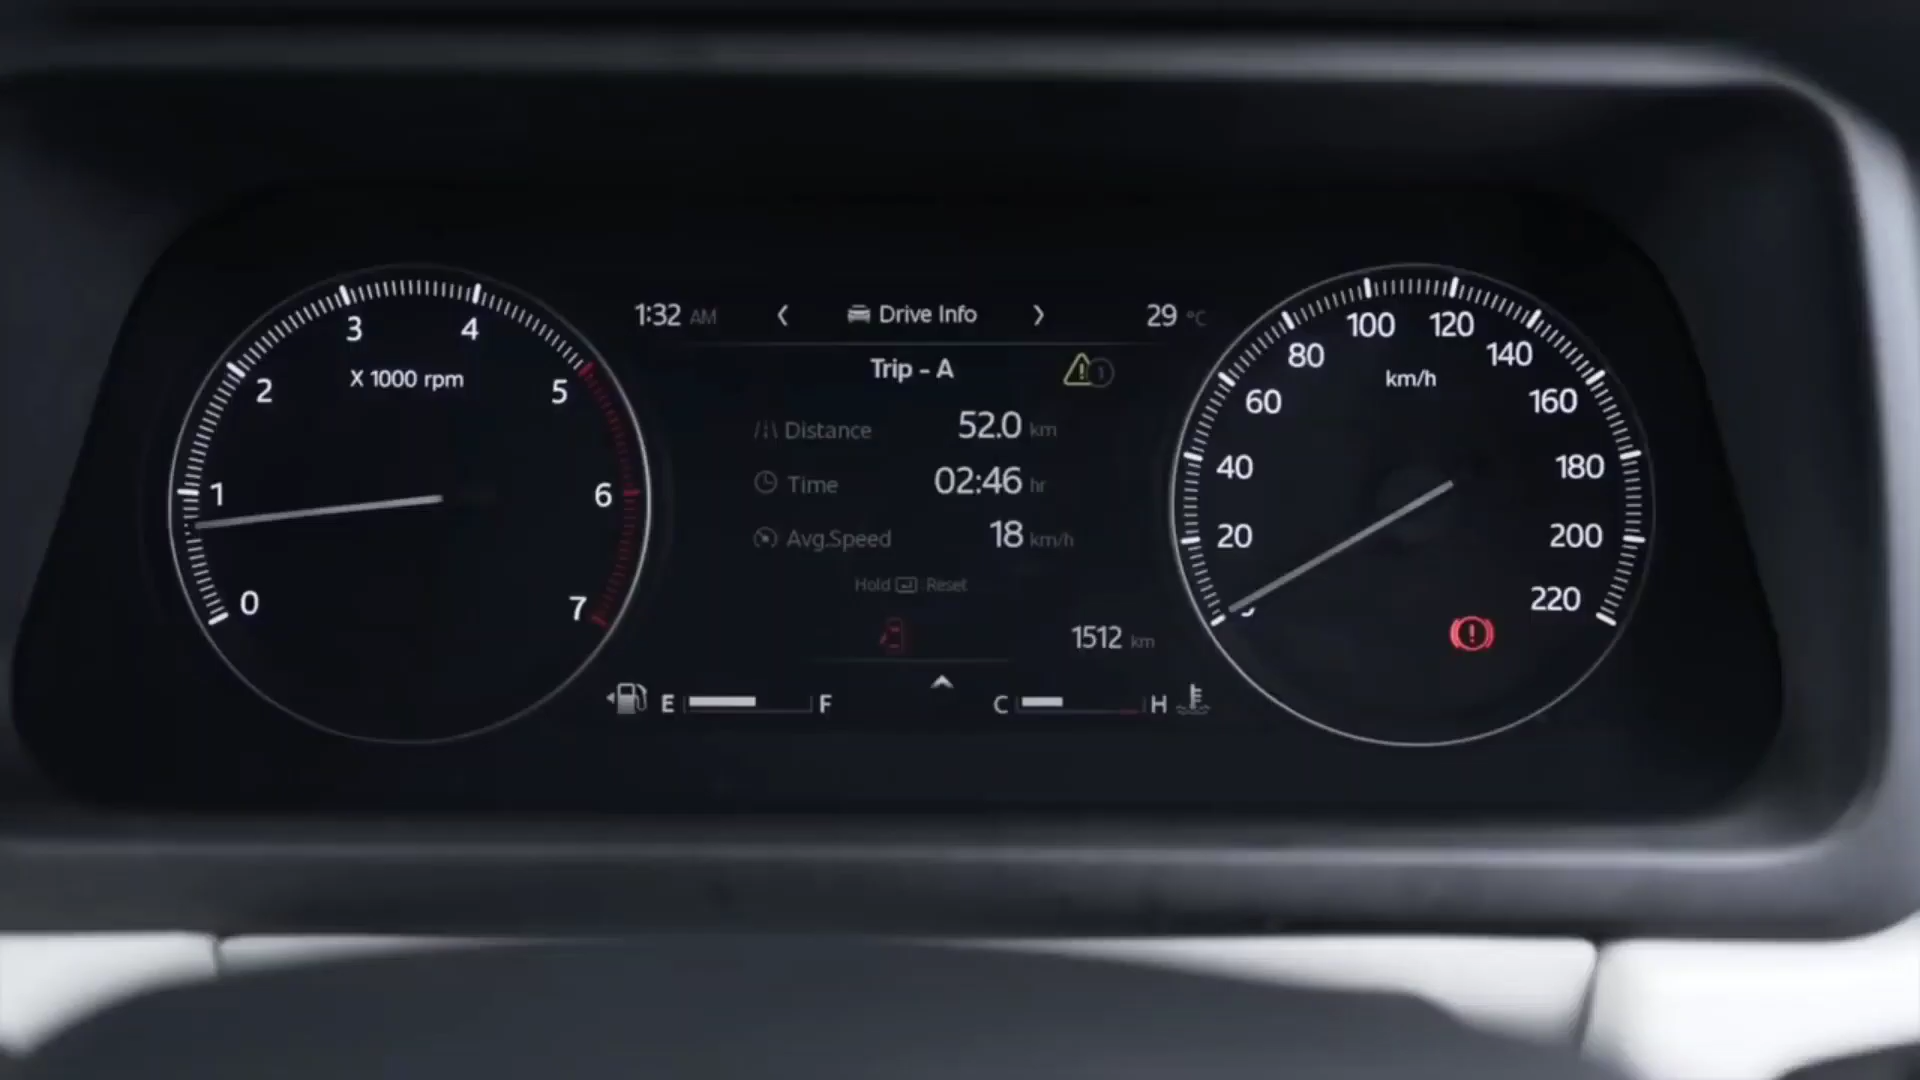 1:32 AM
Drive Info
29 °C
Trip - A
1
Distance 52.0 km
Time 02:46 hr
Avg.Speed 18 km/h
Hold Reset
1512 km
E F
C H
0
1
2
3
4
5
6
7
X 1000 rpm
20
40
60
80
100
120
140
160
180
200
220
km/h
!